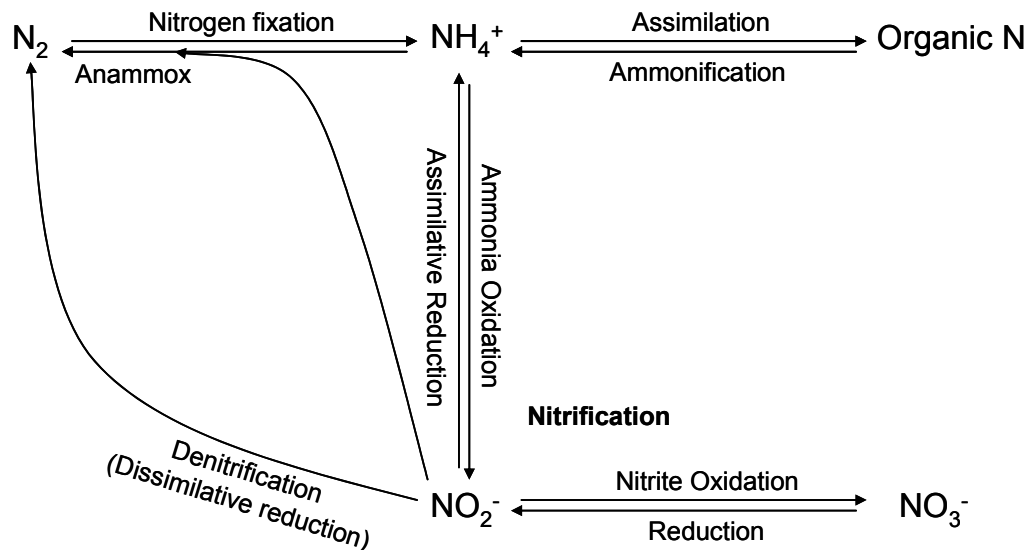 Nitrogen fixation
Assimilation
N₂
NH₄⁺
Organic N
Anammox
Ammonification
Assimilative Reduction
Ammonia Oxidation
Nitrification
Denitrification
(Dissimilative reduction)
Nitrite Oxidation
NO₂⁻
NO₃⁻
Reduction